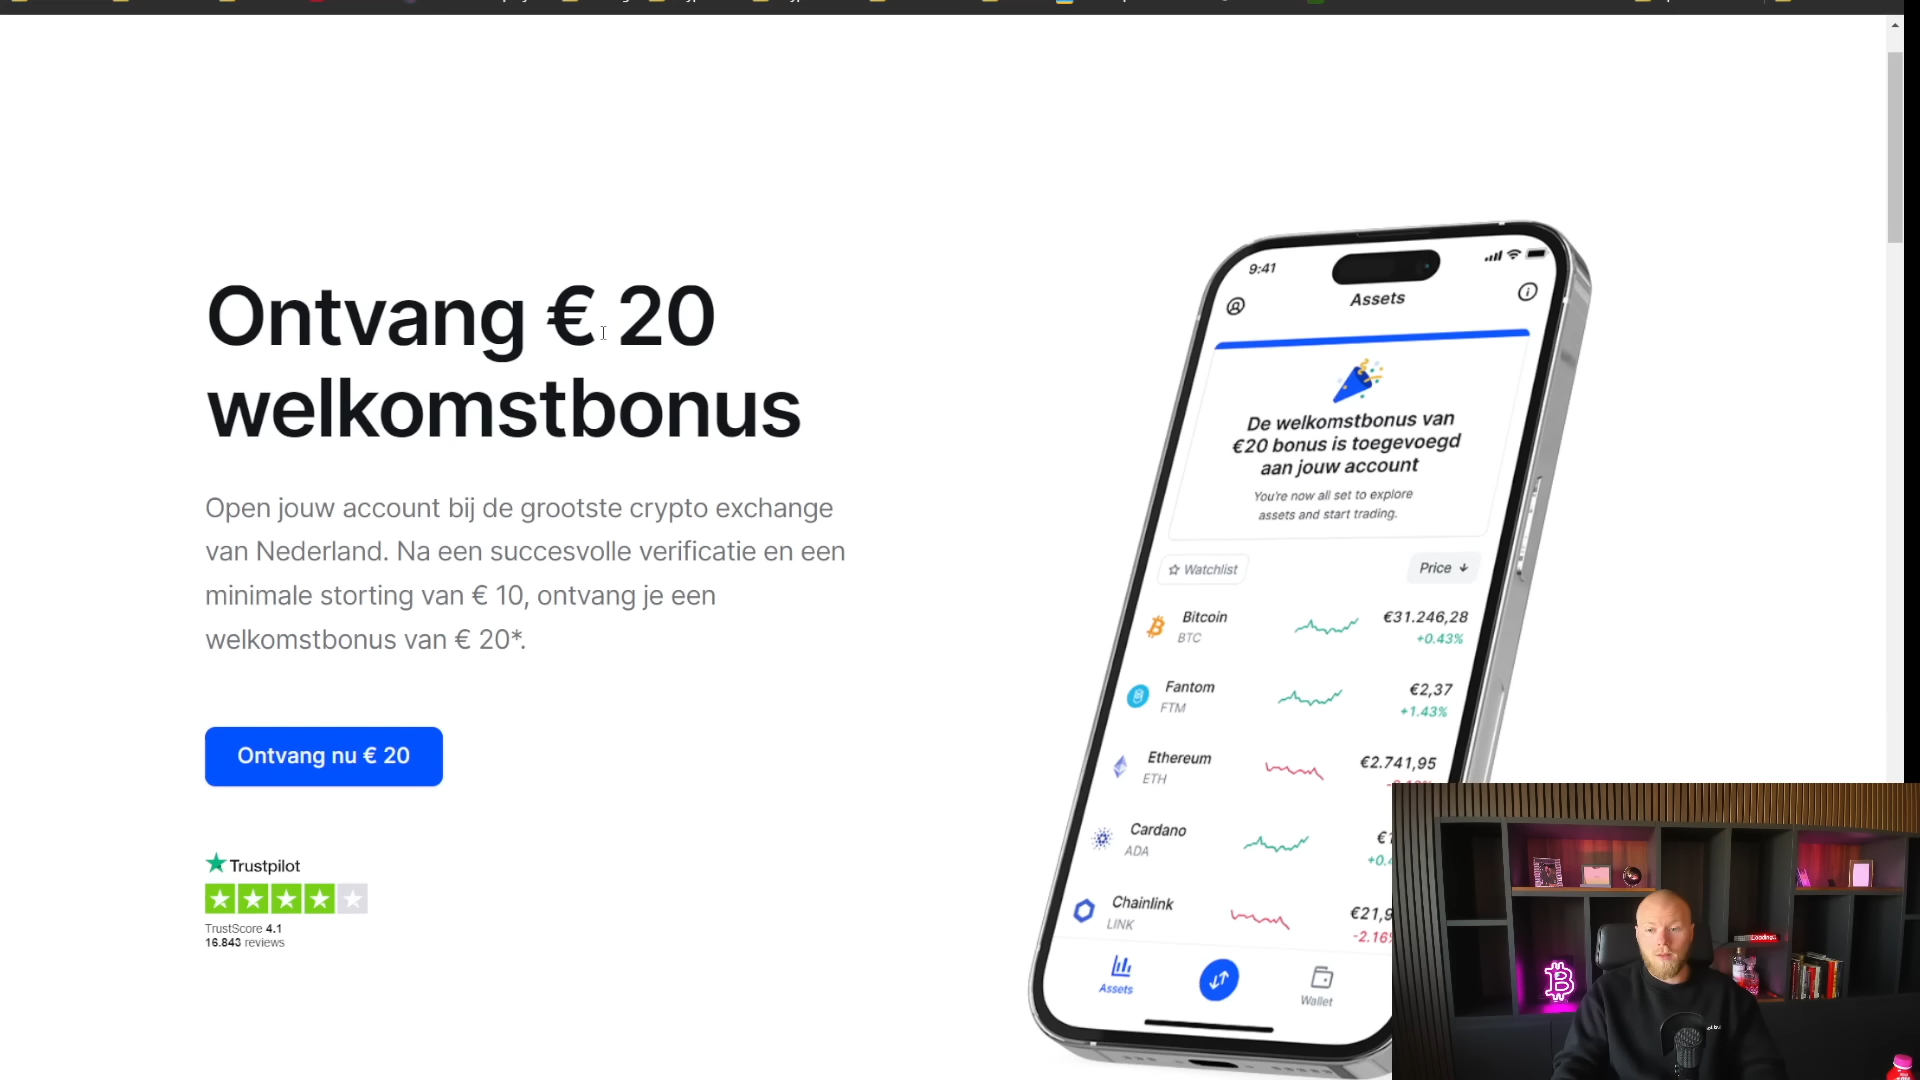 Ontvang € 20
welkomstbonus
Open jouw account bij de grootste crypto exchange
van Nederland. Na een succesvolle verificatie en een
minimale storting van € 10, ontvang je een
welkomstbonus van € 20*.
Ontvang nu € 20
Trustpilot
TrustScore 4.1
16.843 reviews
9:41
Assets
De welkomstbonus van
€20 bonus is toegevoegd
aan jouw account
You're now all set to explore
assets and start trading.
Watchlist
Price
Bitcoin €31.246,28
BTC +0.43%
Fantom €2,37
FTM +1.43%
Ethereum €2.741,95
ETH
Cardano
ADA
Chainlink
LINK
Assets
Wallet
Loading